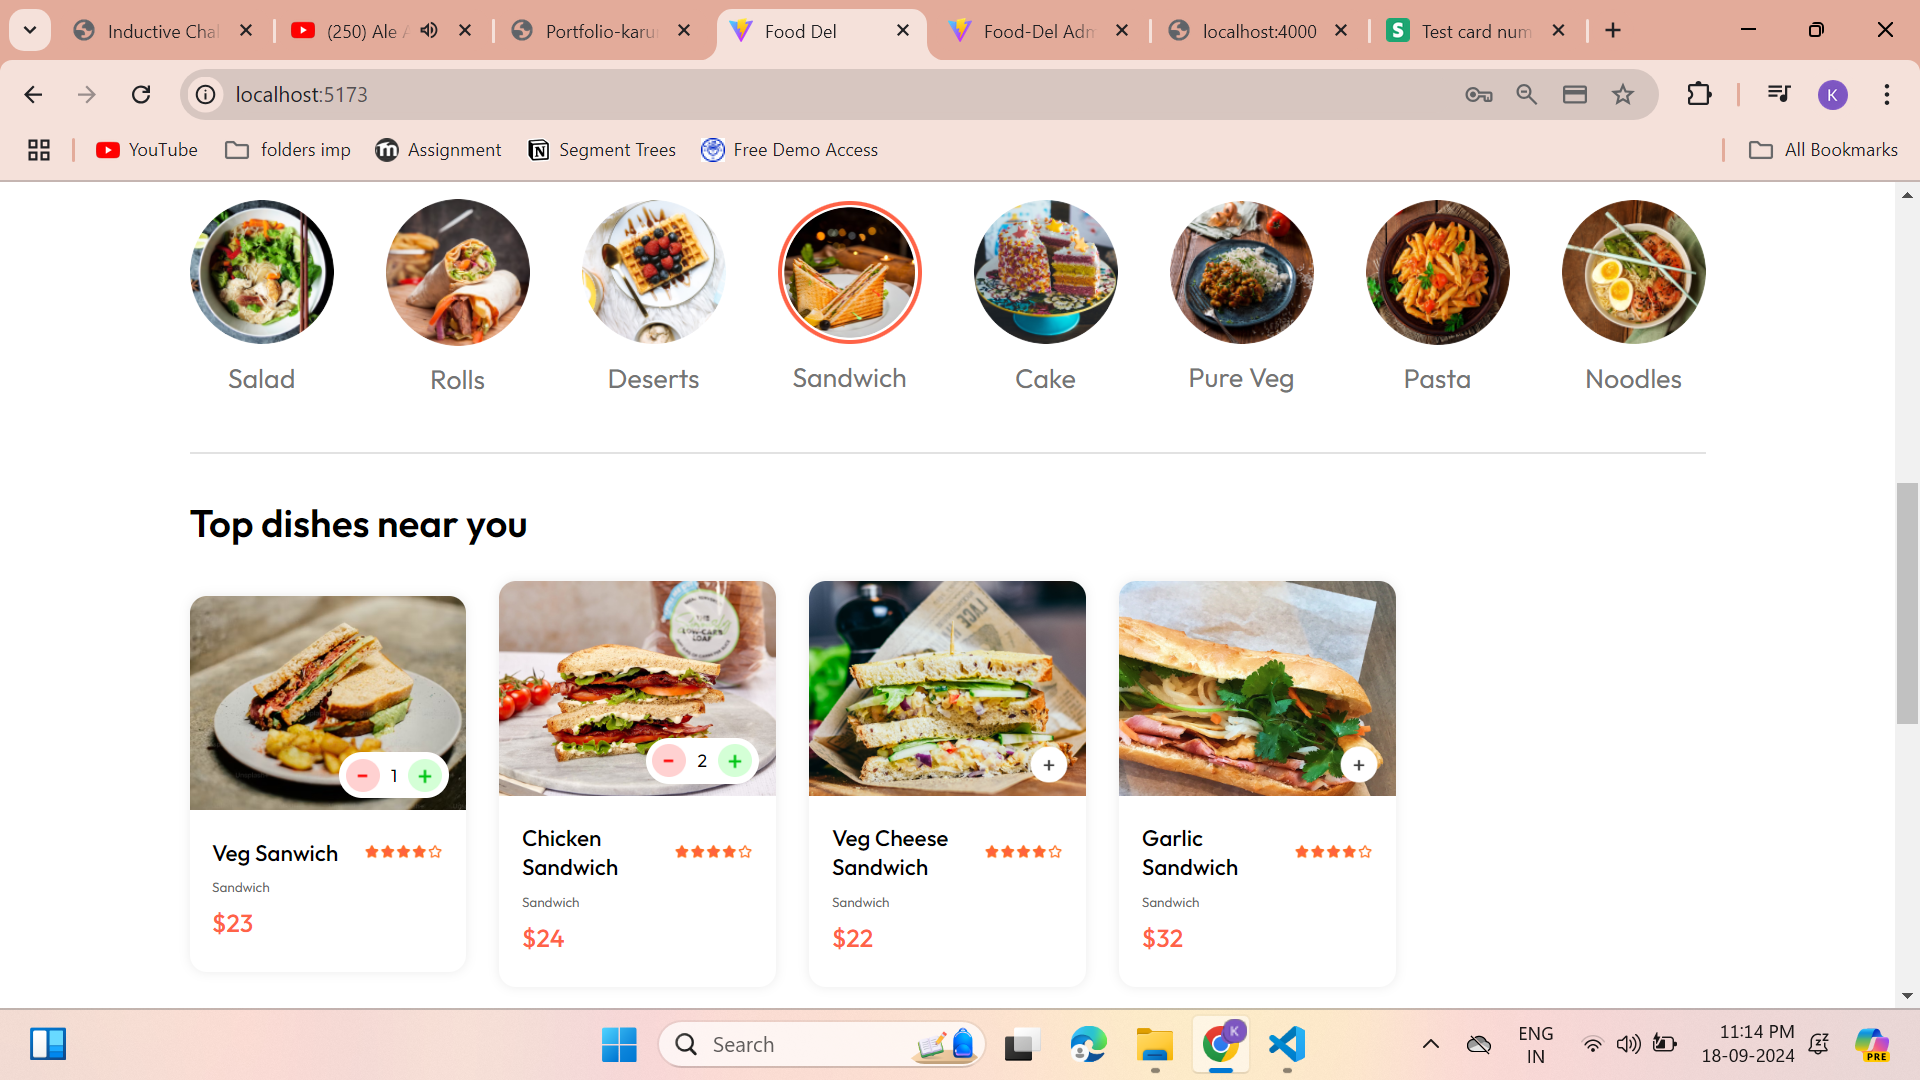 Inductive Cha
(250) Ale A
Portfolio-karu
Food Del
Food-Del Adm
localhost:4000
Test card num
localhost:5173
K
YouTube
folders imp
Assignment
Segment Trees
Free Demo Access
All Bookmarks
Salad
Rolls
Deserts
Sandwich
Cake
Pure Veg
Pasta
Noodles
Top dishes near you
- 1 +
- 2 +
+
+
Veg Sanwich
Sandwich
$23
Chicken
Sandwich
Sandwich
$24
Veg Cheese
Sandwich
Sandwich
$22
Garlic
Sandwich
Sandwich
$32
Search
K
ENG
IN
11:14 PM
18-09-2024
PRE